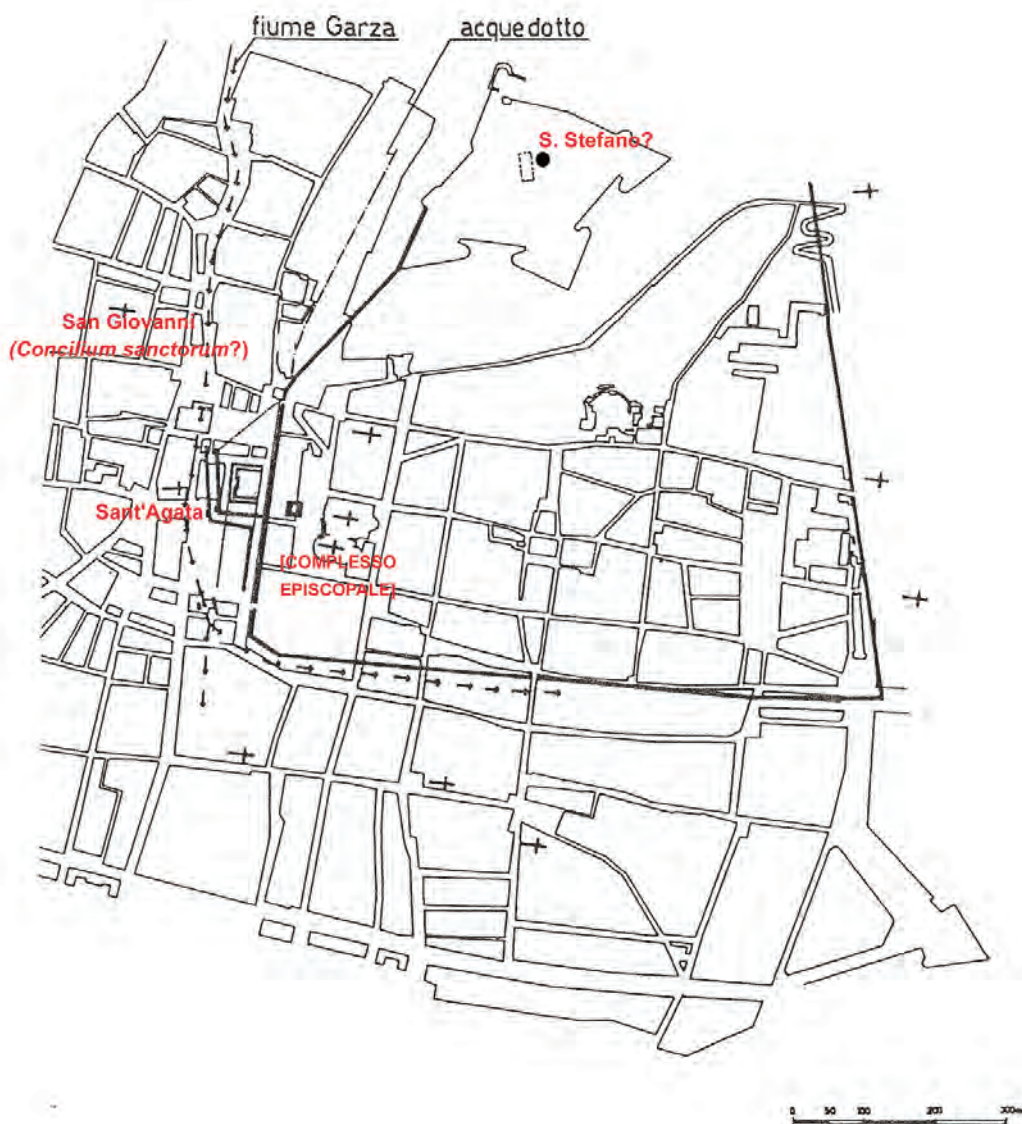 fiume Garza
acquedotto
S. Stefano?
San Giovanni
(Concilium sanctorum?)
Sant'Agata
[COMPLESSO
EPISCOPALE]
0 50 100 200 300m